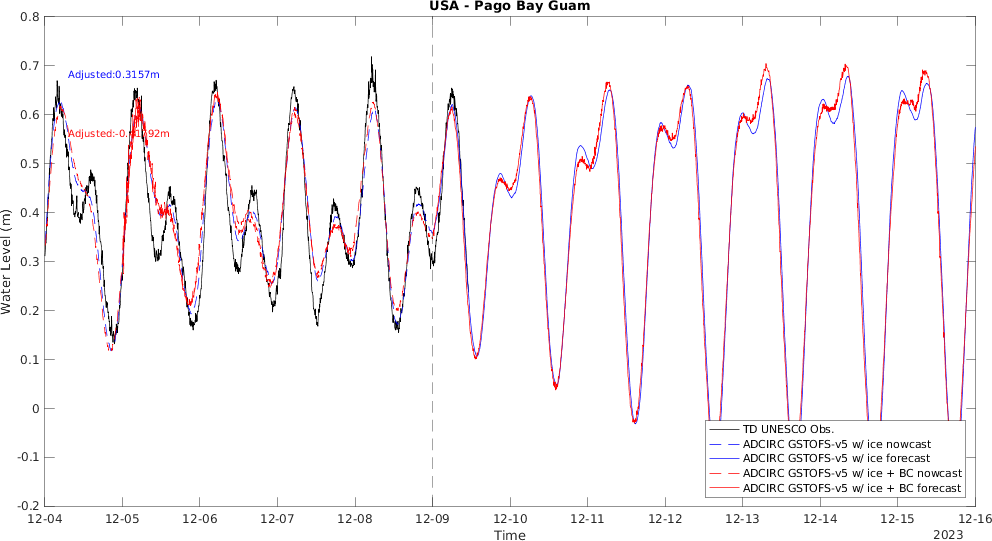 USA - Pago Bay Guam
0.8
0.7
0.6
0.5
0.4
0.3
0.2
0.1
0
-0.1
-0.2
Water Level (m)
Adjusted:0.3157m
TD UNESCO Obs.
ADCIRC GSTOFS-v5 w/ ice nowcast
ADCIRC GSTOFS-v5 w/ ice forecast
ADCIRC GSTOFS-v5 w/ ice + BC nowcast
ADCIRC GSTOFS-v5 w/ ice + BC forecast
12-04 12-05 12-06 12-07 12-08 12-09 12-10 12-11 12-12 12-13 12-14 12-15 12-16
Time
2023